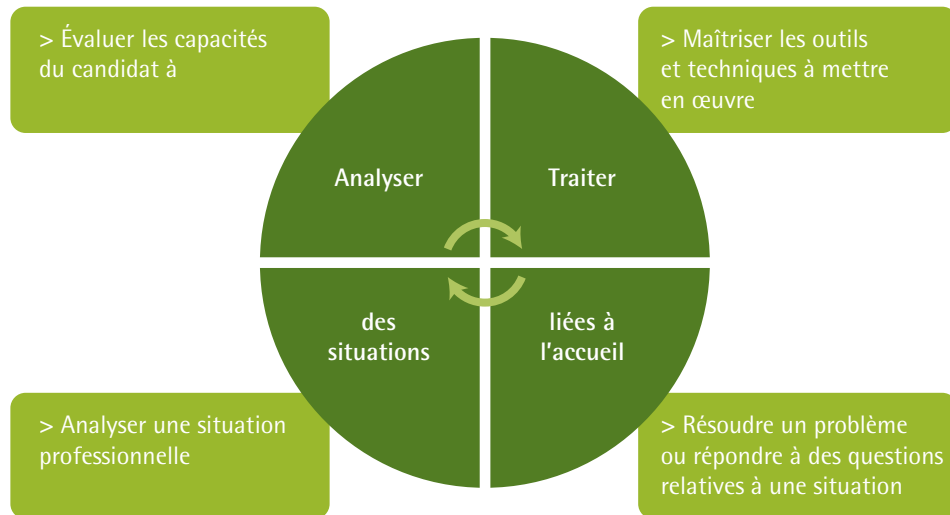 > Évaluer les capacités
du candidat à
> Maîtriser les outils
et techniques à mettre
en œuvre
Analyser
Traiter
des
situations
liées à
l'accueil
> Analyser une situation
professionnelle
> Résoudre un problème
ou répondre à des questions
relatives à une situation